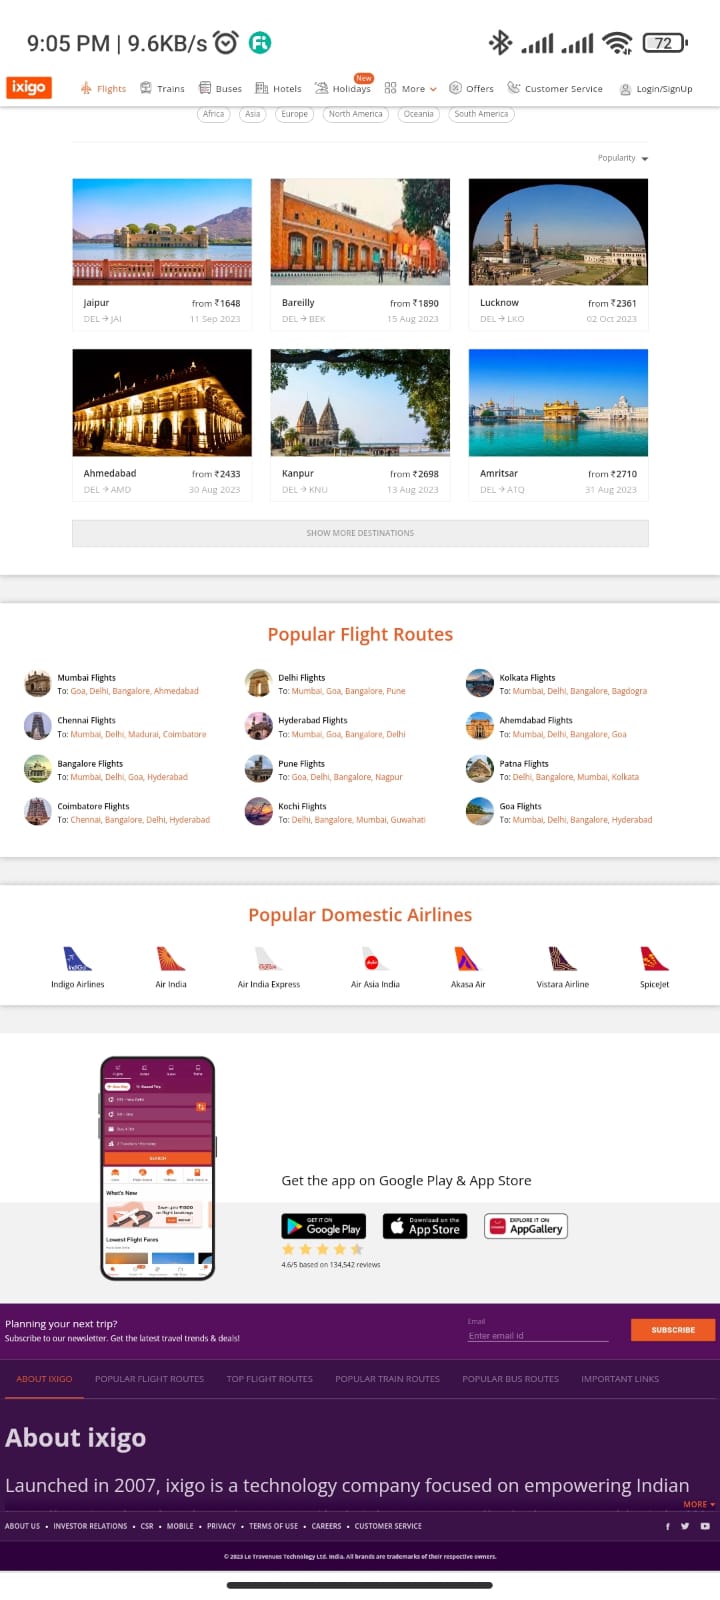 9:05 PM | 9.6KB/s
72
ixigo
Flights Trains Buses Hotels Holidays New More Offers Customer Service Login/SignUp
Africa Asia Europe North America Oceania South America
Popularity
Jaipur from ₹1648
DEL → JAI 11 Sep 2023
Bareilly from ₹1890
DEL → BEK 15 Aug 2023
Lucknow from ₹2361
DEL → LKO 02 Oct 2023
Ahmedabad from ₹2433
DEL → AMD 30 Aug 2023
Kanpur from ₹2698
DEL → KNU 13 Aug 2023
Amritsar from ₹2710
DEL → ATQ 31 Aug 2023
SHOW MORE DESTINATIONS
Popular Flight Routes
Mumbai Flights
To: Goa, Delhi, Bangalore, Ahmedabad
Delhi Flights
To: Mumbai, Goa, Bangalore, Pune
Kolkata Flights
To: Mumbai, Delhi, Bangalore, Bagdogra
Chennai Flights
To: Mumbai, Delhi, Madurai, Coimbatore
Hyderabad Flights
To: Mumbai, Goa, Bangalore, Delhi
Ahemdabad Flights
To: Mumbai, Delhi, Bangalore, Goa
Bangalore Flights
To: Mumbai, Delhi, Goa, Hyderabad
Pune Flights
To: Goa, Delhi, Bangalore, Nagpur
Patna Flights
To: Delhi, Bangalore, Mumbai, Kolkata
Coimbatore Flights
To: Chennai, Bangalore, Delhi, Hyderabad
Kochi Flights
To: Delhi, Bangalore, Mumbai, Guwahati
Goa Flights
To: Mumbai, Delhi, Bangalore, Hyderabad
Popular Domestic Airlines
Indigo Airlines Air India Air India Express Air Asia India Akasa Air Vistara Airline SpiceJet
SEARCH
What's New
Lowest Flight Fares
Get the app on Google Play & App Store
GET IT ON
Google Play
Download on the
App Store
EXPLORE IT ON
AppGallery
4.6/5 based on 134,542 reviews
Planning your next trip?
Subscribe to our newsletter. Get the latest travel trends & deals!
Email
Enter email id
SUBSCRIBE
ABOUT IXIGO POPULAR FLIGHT ROUTES TOP FLIGHT ROUTES POPULAR TRAIN ROUTES POPULAR BUS ROUTES IMPORTANT LINKS
About ixigo
Launched in 2007, ixigo is a technology company focused on empowering Indian
MORE
ABOUT US • INVESTOR RELATIONS • CSR • MOBILE • PRIVACY • TERMS OF USE • CAREERS • CUSTOMER SERVICE
© 2023 Le Travenues Technology Ltd. India. All brands are trademarks of their respective owners.